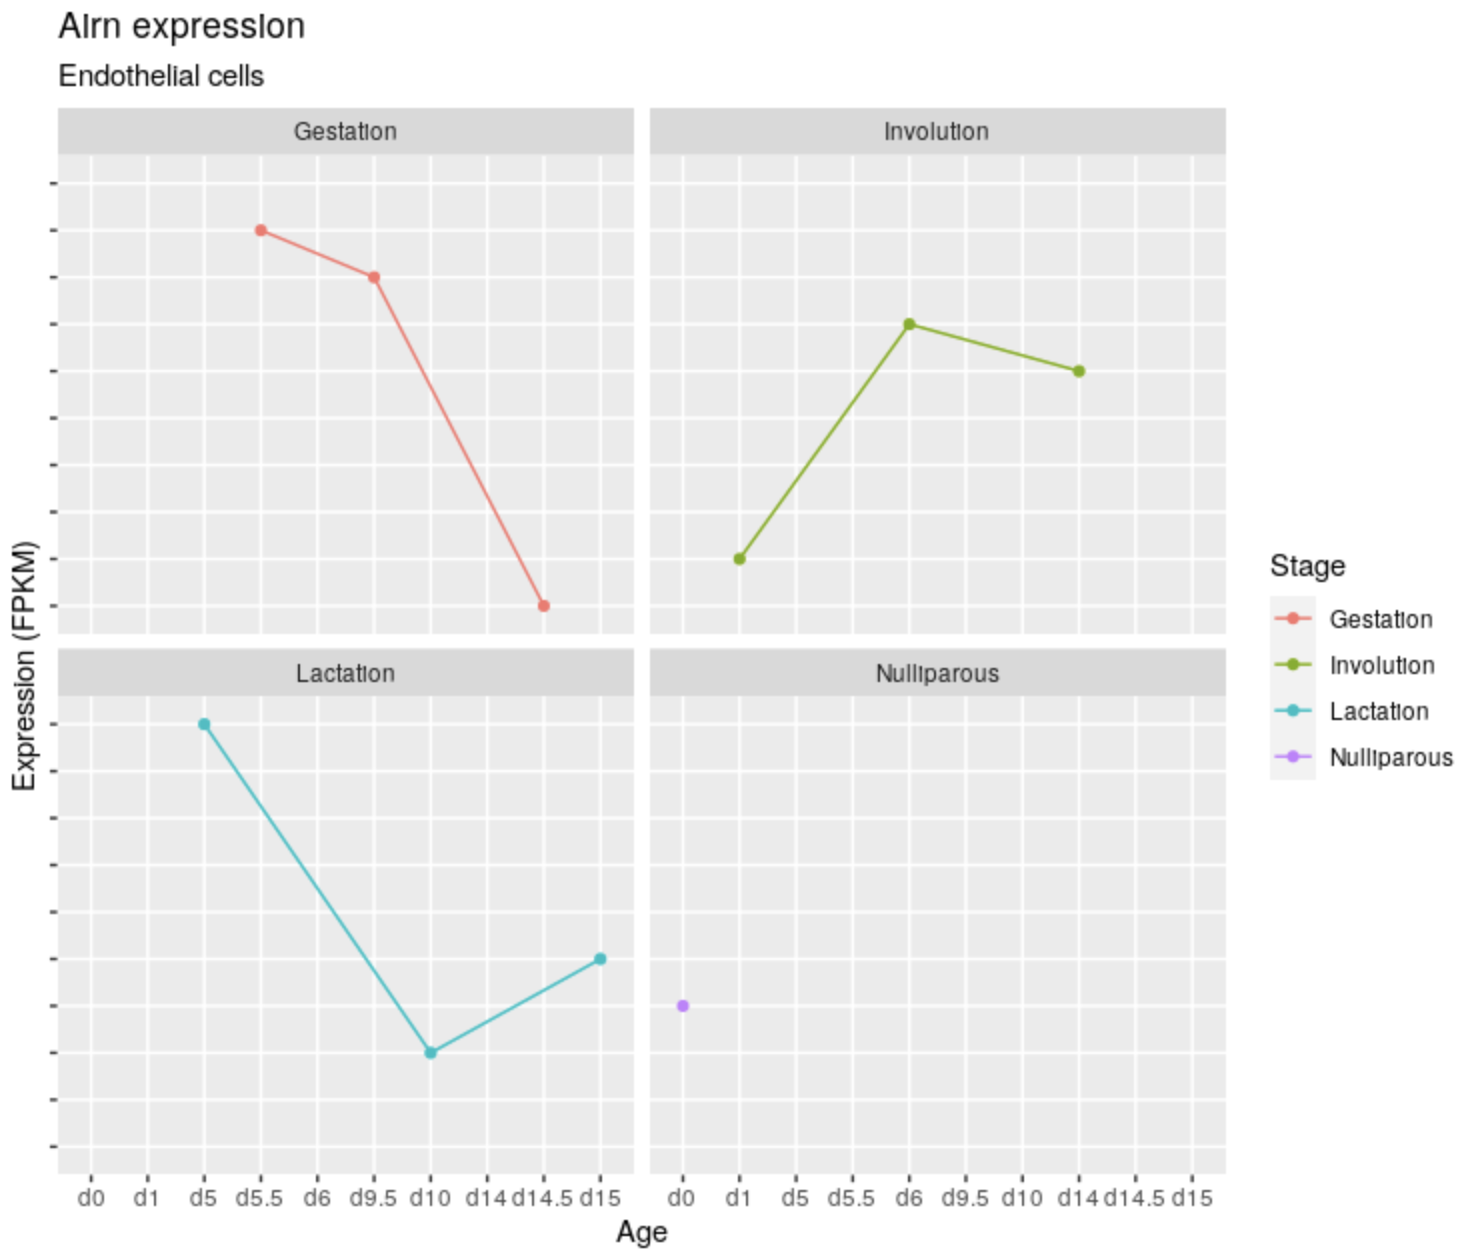 Airn expression
Endothelial cells
Gestation
Involution
Expression (FPKM)
Lactation
Nulliparous
Stage
Gestation
Involution
Lactation
Nulliparous
d0 d1 d5 d5.5 d6 d9.5 d10 d14 d14.5 d15
d0 d1 d5 d5.5 d6 d9.5 d10 d14 d14.5 d15
Age